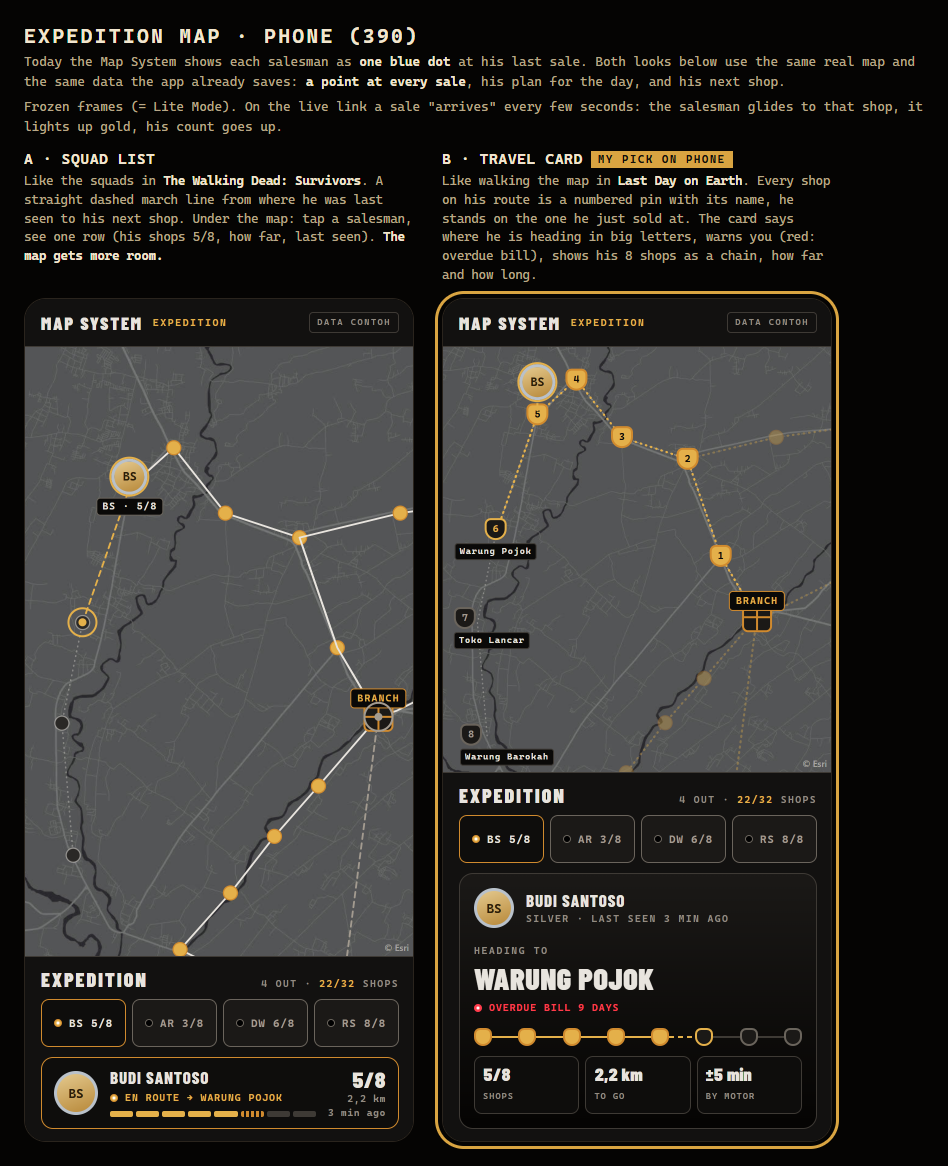 EXPEDITION MAP · PHONE (390)
Today the Map System shows each salesman as one blue dot at his last sale. Both looks below use the same real map and
the same data the app already saves: a point at every sale, his plan for the day, and his next shop.
Frozen frames (= Lite Mode). On the live link a sale "arrives" every few seconds: the salesman glides to that shop, it
lights up gold, his count goes up.
A · SQUAD LIST
Like the squads in The Walking Dead: Survivors. A
straight dashed march line from where he was last
seen to his next shop. Under the map: tap a salesman,
see one row (his shops 5/8, how far, last seen). The
map gets more room.
MAP SYSTEM EXPEDITION DATA CONTOH
BS
BS · 5/8
BRANCH
© Esri
EXPEDITION 4 OUT · 22/32 SHOPS
BS 5/8 AR 3/8 DW 6/8 RS 8/8
BS
BUDI SANTOSO 5/8
EN ROUTE → WARUNG POJOK 2,2 km
3 min ago
B · TRAVEL CARD MY PICK ON PHONE
Like walking the map in Last Day on Earth. Every shop
on his route is a numbered pin with its name, he
stands on the one he just sold at. The card says
where he is heading in big letters, warns you (red:
overdue bill), shows his 8 shops as a chain, how far
and how long.
MAP SYSTEM EXPEDITION DATA CONTOH
BS
4
5
3
2
6
Warung Pojok
1
BRANCH
7
Toko Lancar
8
Warung Barokah
© Esri
EXPEDITION 4 OUT · 22/32 SHOPS
BS 5/8 AR 3/8 DW 6/8 RS 8/8
BS
BUDI SANTOSO
SILVER · LAST SEEN 3 MIN AGO
HEADING TO
WARUNG POJOK
OVERDUE BILL 9 DAYS
5/8 2,2 km ±5 min
SHOPS TO GO BY MOTOR